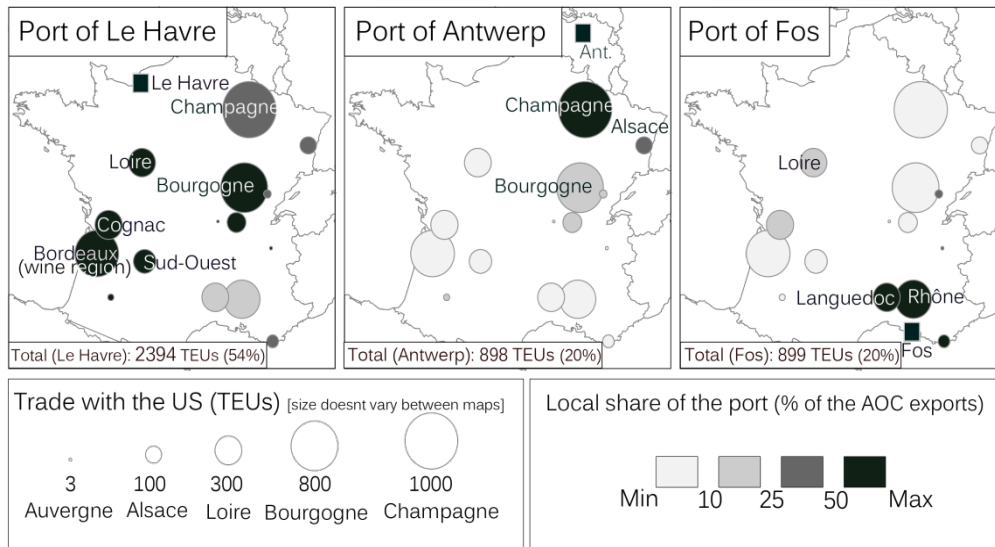 Port of Le Havre
Le Havre
Champagne
Loire
Bourgogne
Cognac
Bordeaux
(wine region)
Sud-Ouest
Total (Le Havre): 2394 TEUs (54%)
Port of Antwerp
Ant.
Champagne
Alsace
Bourgogne
Total (Antwerp): 898 TEUs (20%)
Port of Fos
Loire
Languedoc
Rhône
Fos
Total (Fos): 899 TEUs (20%)
Trade with the US (TEUs) [size doesnt vary between maps]
3 100 300 800 1000
Auvergne Alsace Loire Bourgogne Champagne
Local share of the port (% of the AOC exports)
Min 10 25 50 Max